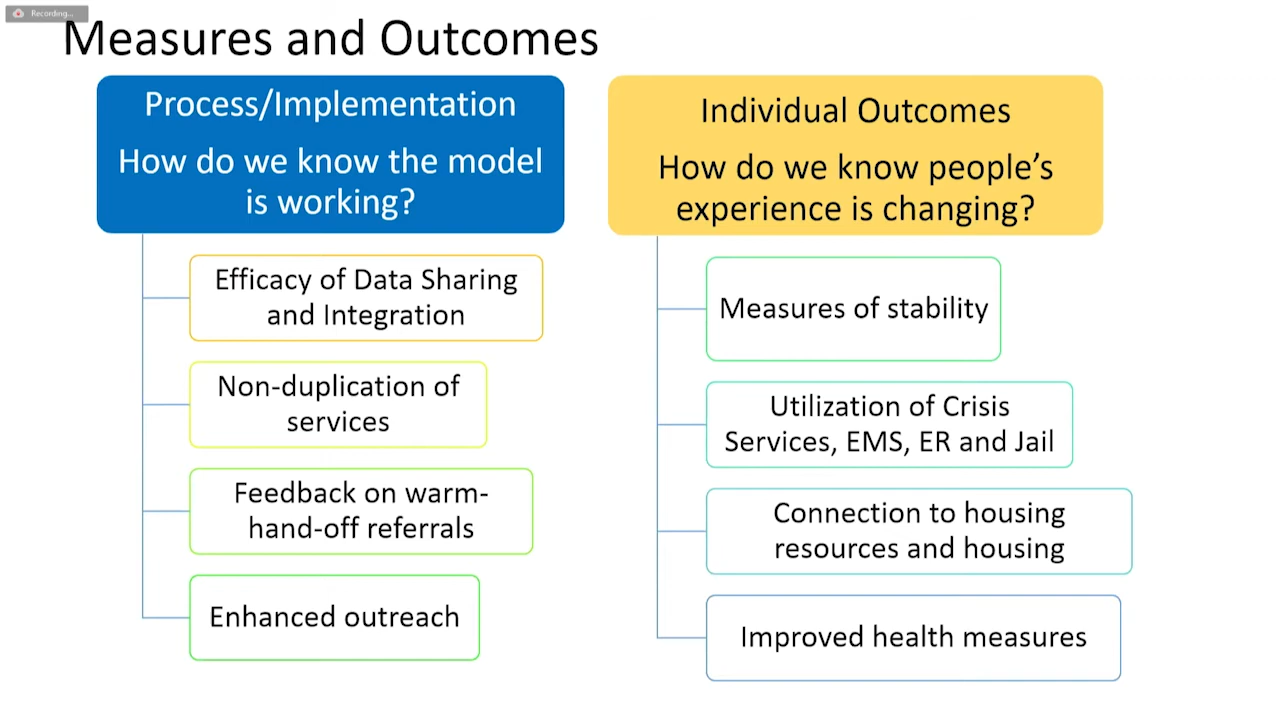 Recording...
Measures and Outcomes
Process/Implementation
How do we know the model
is working?
Efficacy of Data Sharing
and Integration
Non-duplication of
services
Feedback on warm-
hand-off referrals
Enhanced outreach
Individual Outcomes
How do we know people’s
experience is changing?
Measures of stability
Utilization of Crisis
Services, EMS, ER and Jail
Connection to housing
resources and housing
Improved health measures